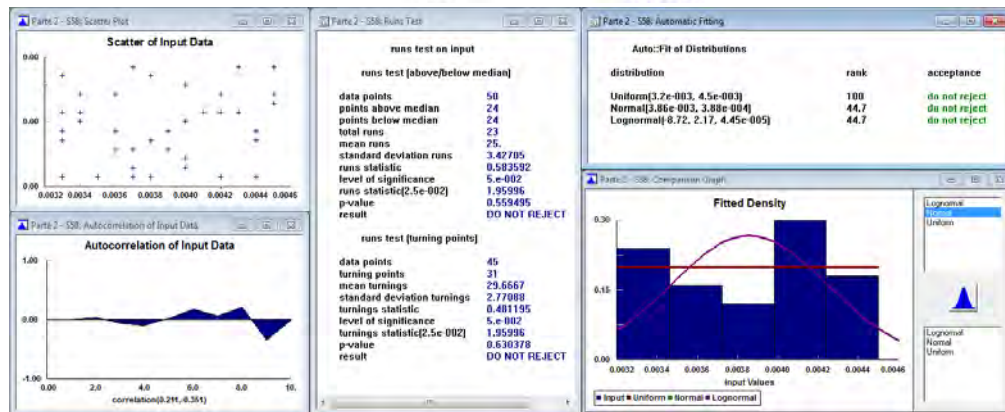 Parte 2 - S58: Scatter Plot
Scatter of Input Data
0.00
0.00
0.00
0.0032 0.0034 0.0036 0.0037 0.0038 0.0040 0.0042 0.0043 0.0045 0.0046
Parte 2 - S58: Autocorrelation of Input Data
Autocorrelation of Input Data
1.00
0.00
-1.00
0.00 2.0 4.0 6.0 8.0 10.
correlation(0.211,-0.351)
Parte 2 - S58: Runs Test
runs test on input
runs test (above/below median)
data points 50
points above median 24
points below median 24
total runs 23
mean runs 25.
standard deviation runs 3.42705
runs statistic 0.583592
level of significance 5.e-002
runs statistic(2.5e-002) 1.95996
p-value 0.559495
result DO NOT REJECT
runs test (turning points)
data points 45
turning points 31
mean turnings 29.6667
standard deviation turnings 2.77088
turnings statistic 0.481195
level of significance 5.e-002
turnings statistic(2.5e-002) 1.95996
p-value 0.630378
result DO NOT REJECT
Parte 2 - S58: Automatic Fitting
Auto::Fit of Distributions
distribution rank acceptance
Uniform(3.2e-003, 4.5e-003) 100 do not reject
Normal(3.86e-003, 3.88e-004) 44.7 do not reject
Lognormal(-8.72, 2.17, 4.45e-005) 44.7 do not reject
Parte 2 - S58: Comparison Graph
Fitted Density
0.30
0.15
0.00
0.0032 0.0034 0.0036 0.0038 0.0040 0.0042 0.0044 0.0046
Input Values
Input Uniform Normal Lognormal
Lognormal
Normal
Uniform
Lognormal
Normal
Uniform